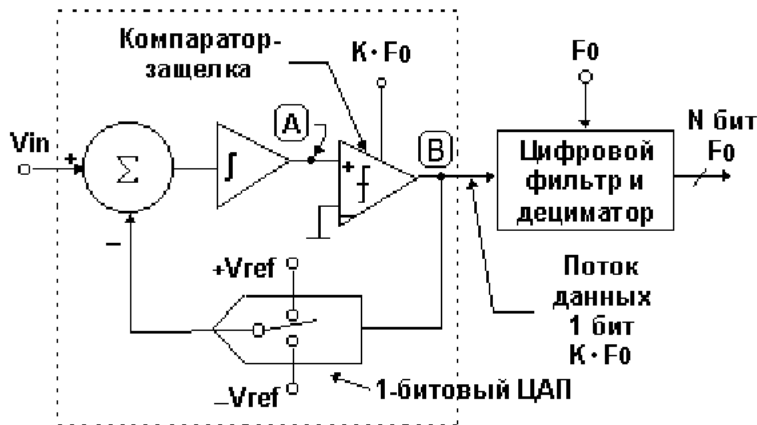 Компаратор-
защелка
K·F0
F0
Vin
+
Σ
∫
A
+
B
N бит
F0
Цифровой
фильтр и
дециматор
–
+Vref
–Vref
Поток
данных
1 бит
K·F0
1-битовый ЦАП